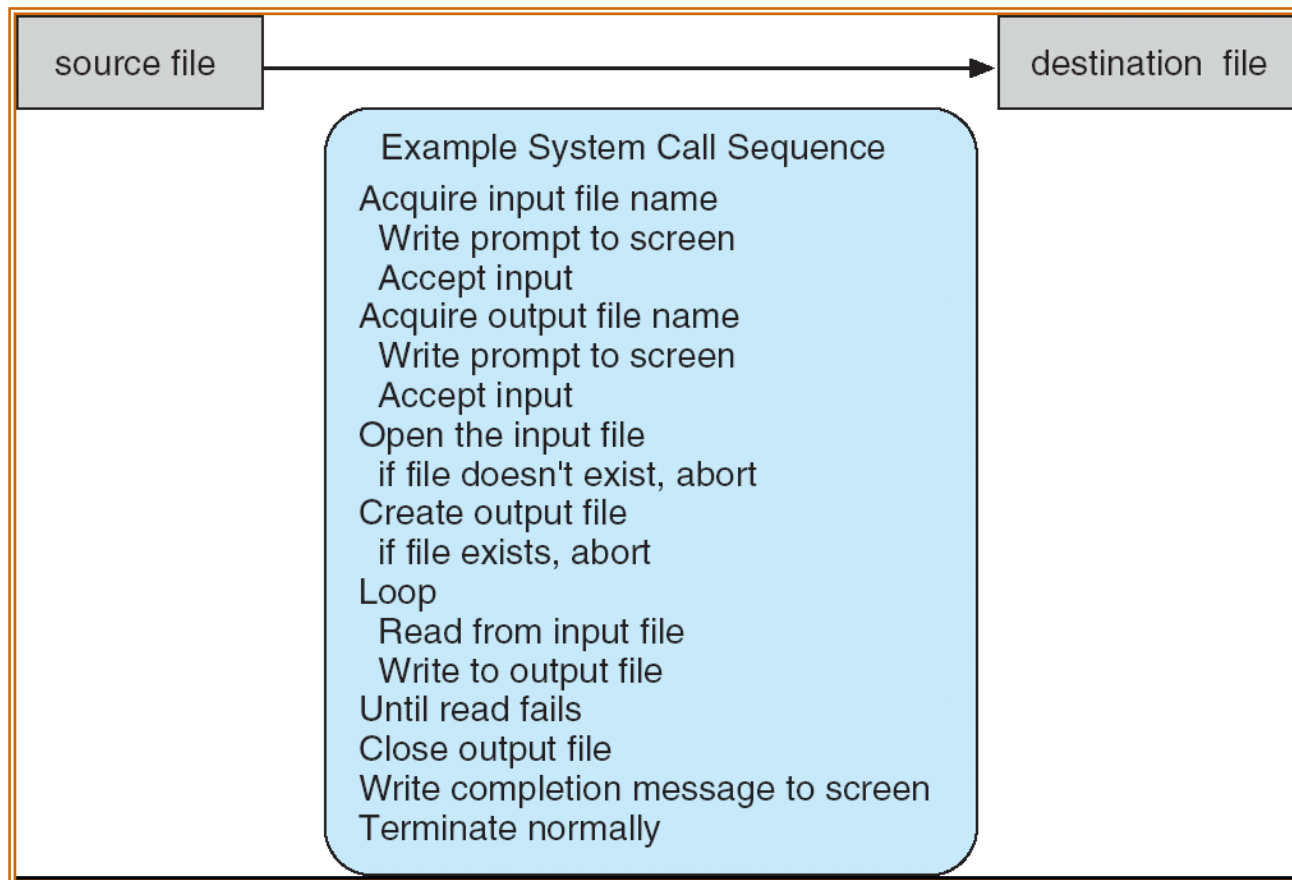 source file
destination file
Example System Call Sequence
Acquire input file name
Write prompt to screen
Accept input
Acquire output file name
Write prompt to screen
Accept input
Open the input file
if file doesn't exist, abort
Create output file
if file exists, abort
Loop
Read from input file
Write to output file
Until read fails
Close output file
Write completion message to screen
Terminate normally